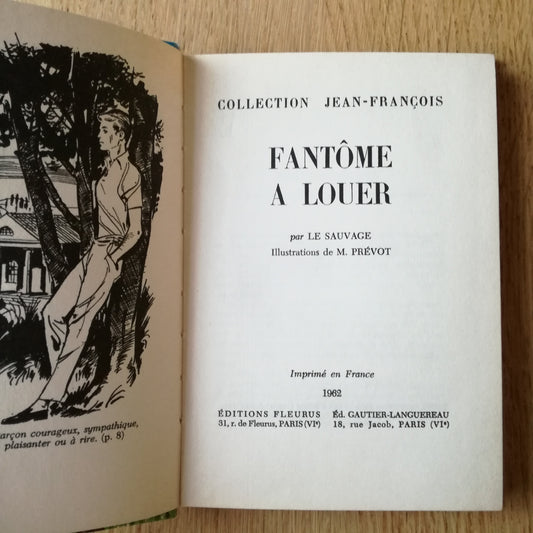 arçon courageux, sympathique,
plaisanter ou à rire. (p. 8)
COLLECTION JEAN-FRANÇOIS
FANTÔME
A LOUER
par LE SAUVAGE
Illustrations de M. PRÉVOT
Imprimé en France
1962
ÉDITIONS FLEURUS
31, r. de Fleurus, PARIS (VIe)
Éd. GAUTIER-LANGUEREAU
18, rue Jacob, PARIS (VIe)